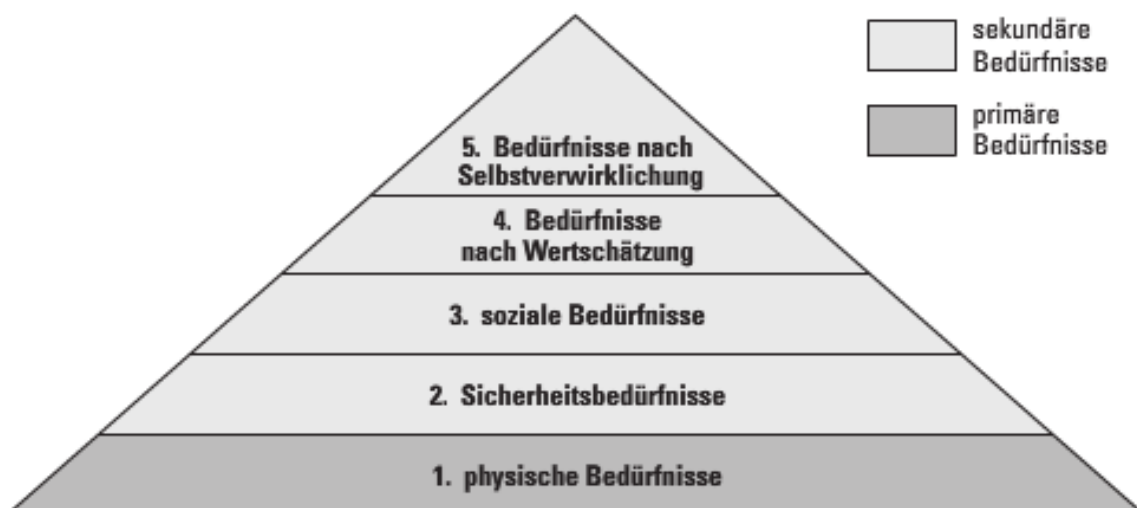 sekundäre
Bedürfnisse
primäre
Bedürfnisse
5. Bedürfnisse nach
Selbstverwirklichung
4. Bedürfnisse
nach Wertschätzung
3. soziale Bedürfnisse
2. Sicherheitsbedürfnisse
1. physische Bedürfnisse